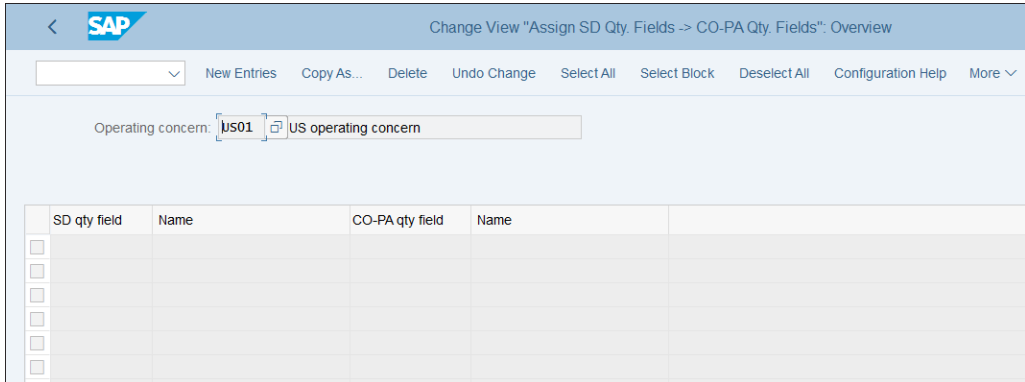 SAP Change View "Assign SD Qty. Fields -> CO-PA Qty. Fields": Overview
New Entries Copy As... Delete Undo Change Select All Select Block Deselect All Configuration Help More
Operating concern: US01 US operating concern
SD qty field Name CO-PA qty field Name